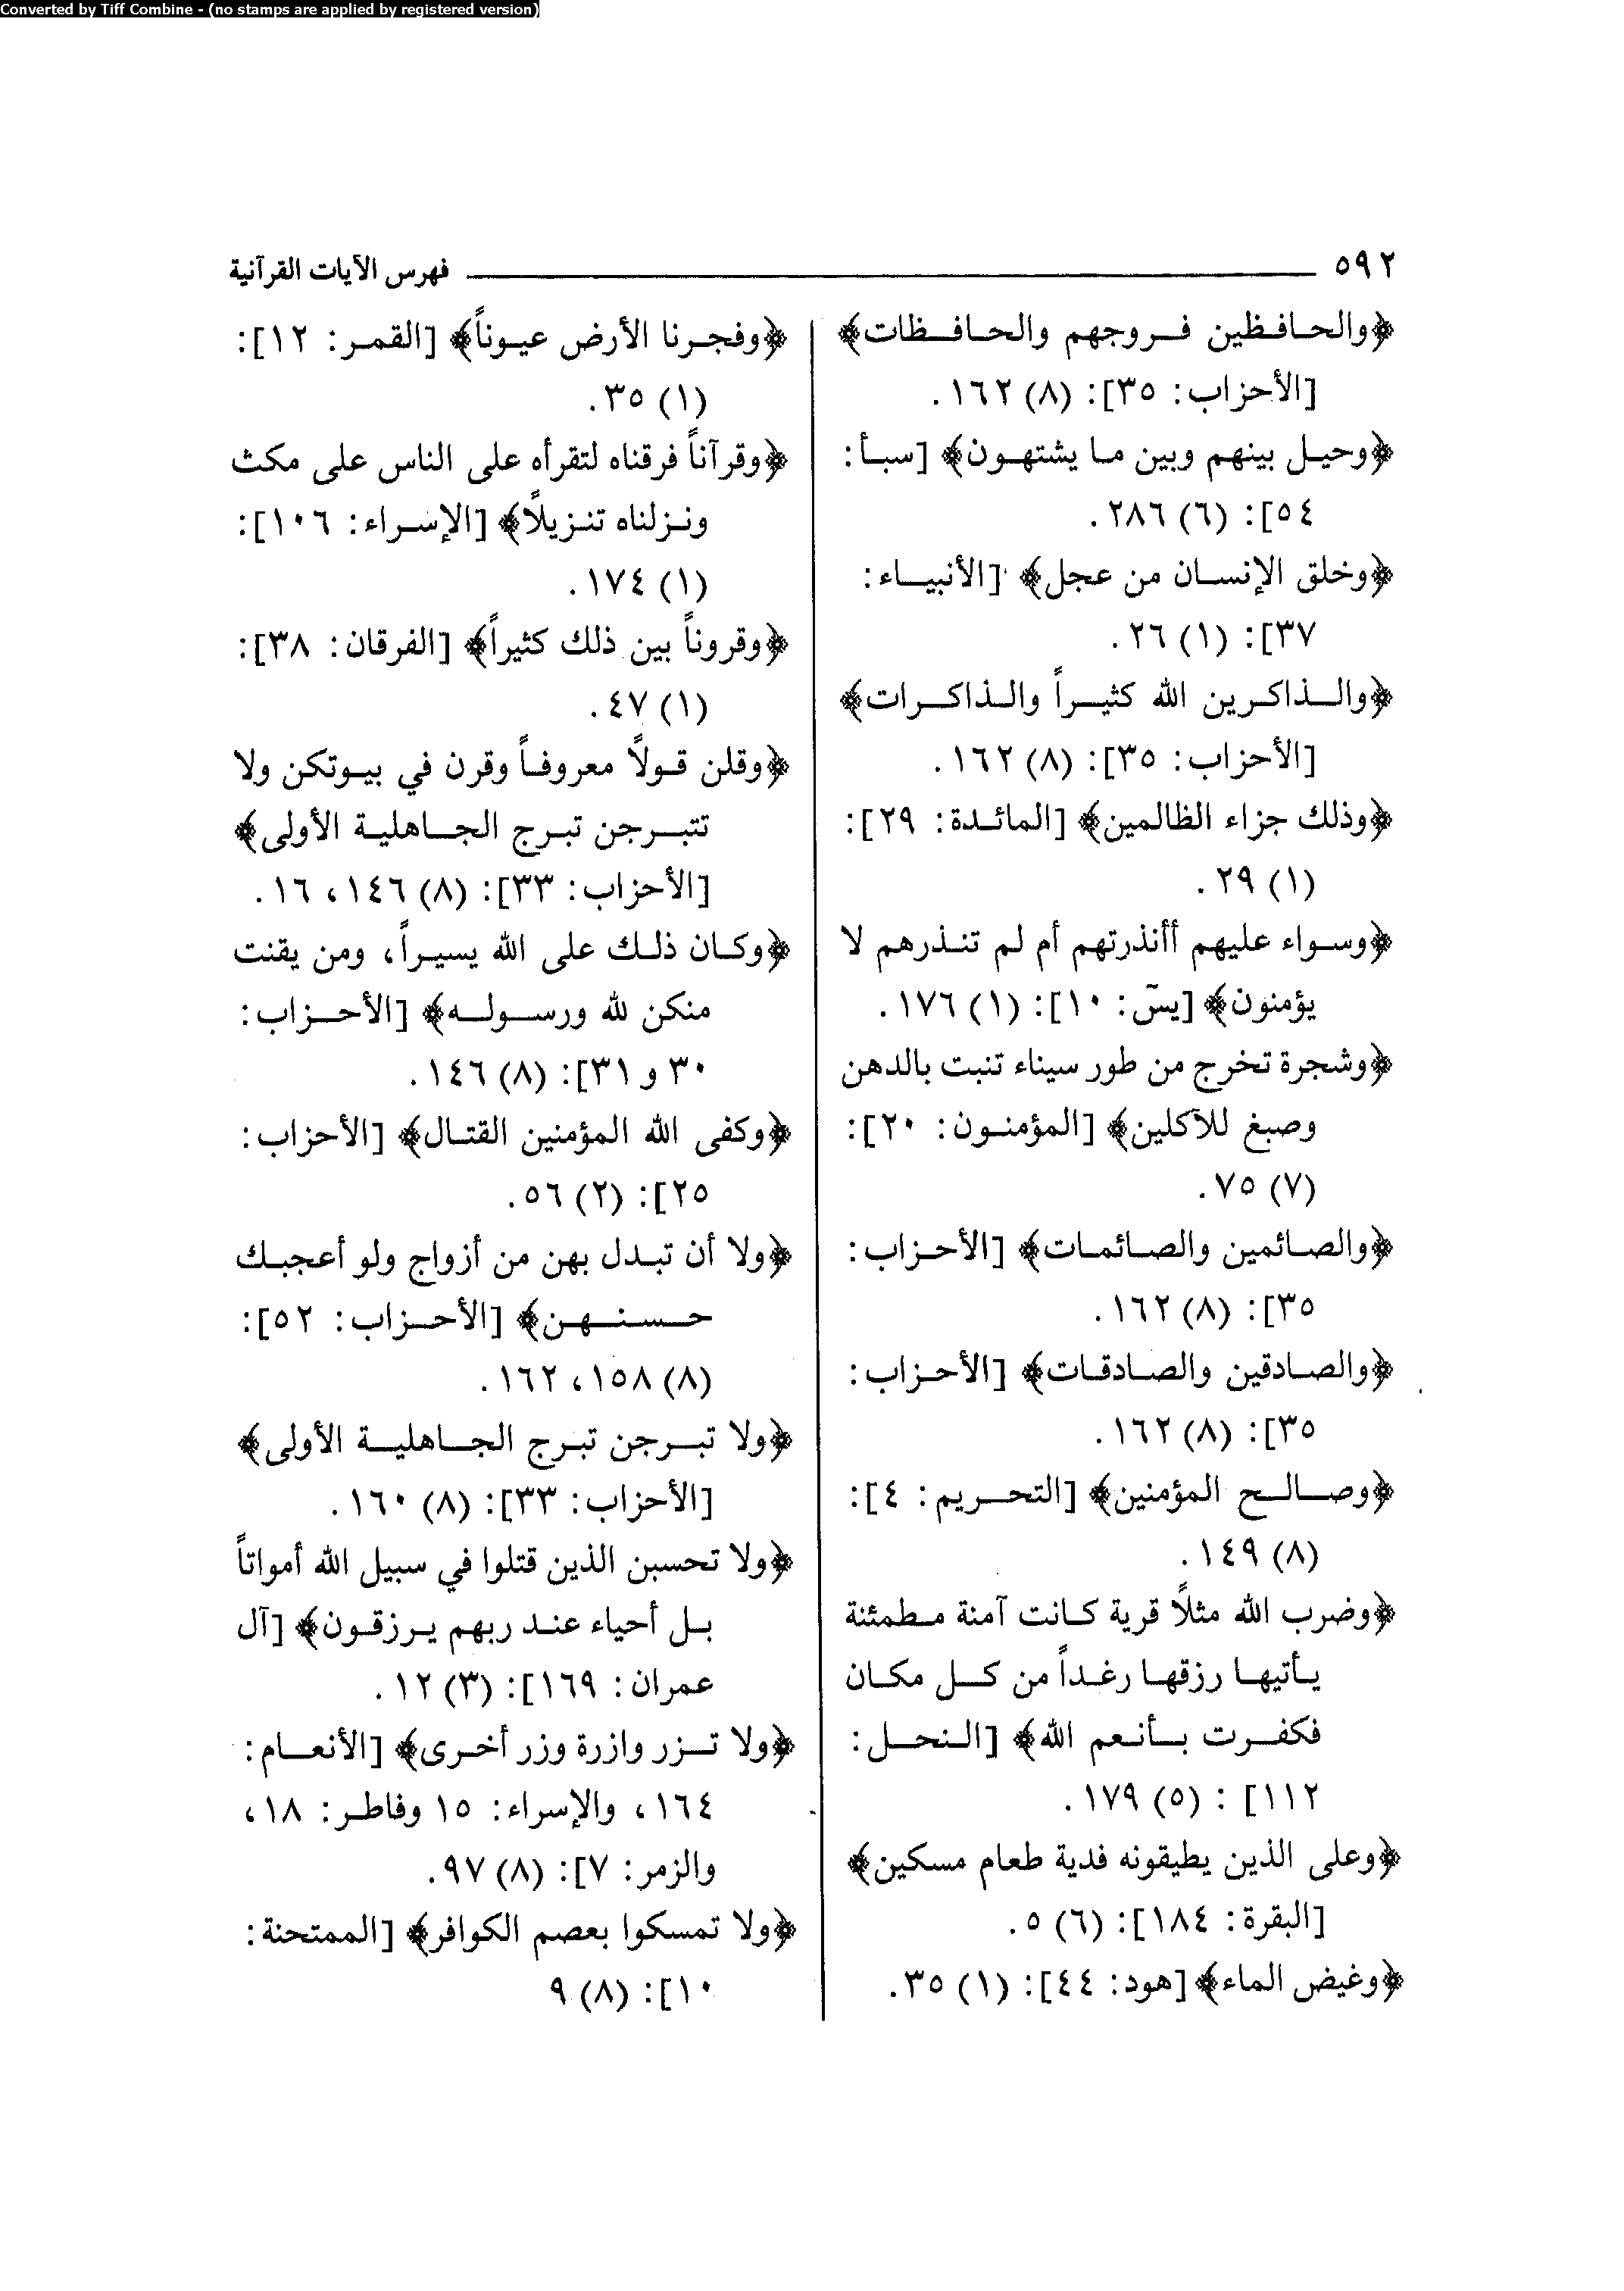 Converted by Tiff Combine - (no stamps are applied by registered version)
٥٩٢ فهرس الآيات القرآنية
﴿والحافظين فروجهم والحافظات﴾
[الأحزاب: ٣٥]: (٨) ١٦٢.
﴿وحيل بينهم وبين ما يشتهون﴾ [سبأ:
٥٤]: (٦) ٢٨٦.
﴿وخلق الإنسان من عجل﴾ [الأنبياء:
٣٧]: (١) ٢٦.
﴿والذاكرين الله كثيراً والذاكرات﴾
[الأحزاب: ٣٥]: (٨) ١٦٢.
﴿وذلك جزاء الظالمين﴾ [المائدة: ٢٩]:
(١) ٢٩.
﴿وسواء عليهم أأنذرتهم أم لم تنذرهم لا
يؤمنون﴾ [يسّ: ١٠]: (١) ١٧٦.
﴿وشجرة تخرج من طور سيناء تنبت بالدهن
وصبغ للآكلين﴾ [المؤمنون: ٢٠]:
(٧) ٧٥.
﴿والصائمين والصائمات﴾ [الأحزاب:
٣٥]: (٨) ١٦٢.
﴿والصادقين والصادقات﴾ [الأحزاب:
٣٥]: (٨) ١٦٢.
﴿وصالح المؤمنين﴾ [التحريم: ٤]:
(٨) ١٤٩.
﴿وضرب الله مثلاً قرية كانت آمنة مطمئنة
يأتيها رزقها رغداً من كل مكان
فكفرت بأنعم الله﴾ [النحل:
١١٢] : (٥) ١٧٩.
﴿وعلى الذين يطيقونه فدية طعام مسكين﴾
[البقرة: ١٨٤]: (٦) ٥.
﴿وغيض الماء﴾ [هود: ٤٤]: (١) ٣٥.
﴿وفجرنا الأرض عيوناً﴾ [القمر: ١٢]:
(١) ٣٥.
﴿وقرآناً فرقناه لتقرأه على الناس على مكث
ونزلناه تنزيلاً﴾ [الإسراء: ١٠٦]:
(١) ١٧٤.
﴿وقروناً بين ذلك كثيراً﴾ [الفرقان: ٣٨]:
(١) ٤٧.
﴿وقلن قولاً معروفاً وقرن في بيوتكن ولا
تتبرجن تبرج الجاهلية الأولى﴾
[الأحزاب: ٣٣]: (٨) ١٤٦، ١٦.
﴿وكان ذلك على الله يسيراً، ومن يقنت
منكن لله ورسوله﴾ [الأحزاب:
٣٠ و ٣١]: (٨) ١٤٦.
﴿وكفى الله المؤمنين القتال﴾ [الأحزاب:
٢٥]: (٢) ٥٦.
﴿ولا أن تبدل بهن من أزواج ولو أعجبك
حسنهن﴾ [الأحزاب: ٥٢]:
(٨) ١٥٨، ١٦٢.
﴿ولا تبرجن تبرج الجاهلية الأولى﴾
[الأحزاب: ٣٣]: (٨) ١٦٠.
﴿ولا تحسبن الذين قتلوا في سبيل الله أمواتاً
بل أحياء عند ربهم يرزقون﴾ [آل
عمران: ١٦٩]: (٣) ١٢.
﴿ولا تزر وازرة وزر أخرى﴾ [الأنعام:
١٦٤، والإسراء: ١٥ وفاطر: ١٨،
والزمر: ٧]: (٨) ٩٧.
﴿ولا تمسكوا بعصم الكوافر﴾ [الممتحنة:
١٠]: (٨) ٩